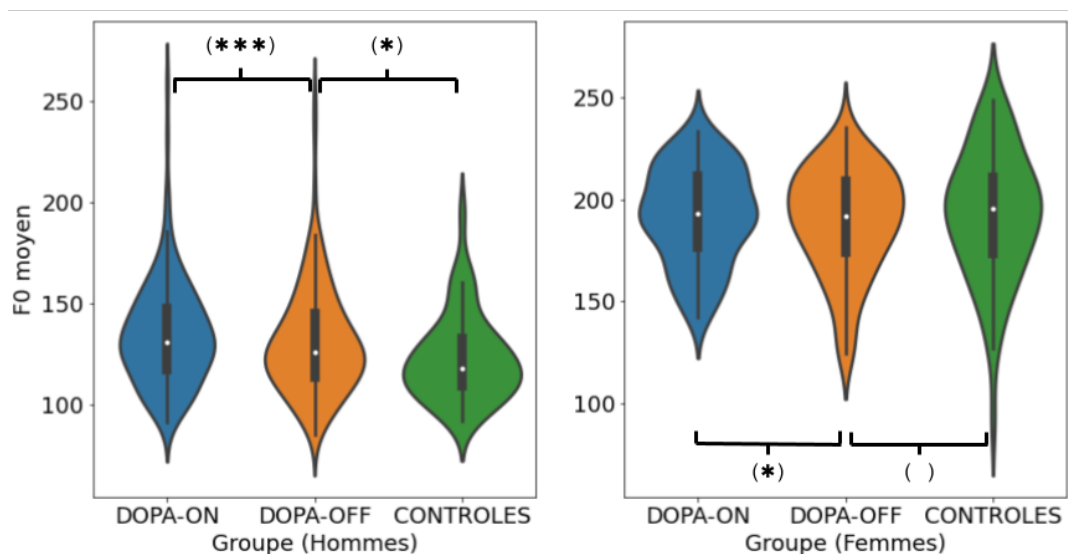 (∗∗∗)
(∗)
250
200
150
100
F0 moyen
DOPA-ON
DOPA-OFF
CONTROLES
Groupe (Hommes)
250
200
150
100
(∗)
( )
DOPA-ON
DOPA-OFF
CONTROLES
Groupe (Femmes)